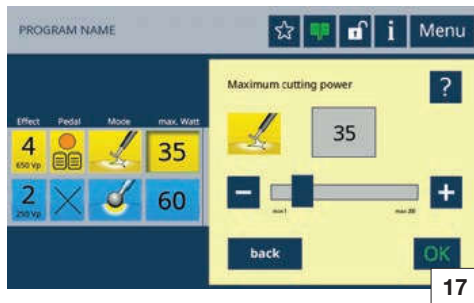 PROGRAM NAME
i Menu
Maximum cutting power
?
Effect Pedal Mode max. Watt
4
650 Vp
35
35
2
250 Vp
60
- +
back
OK
17